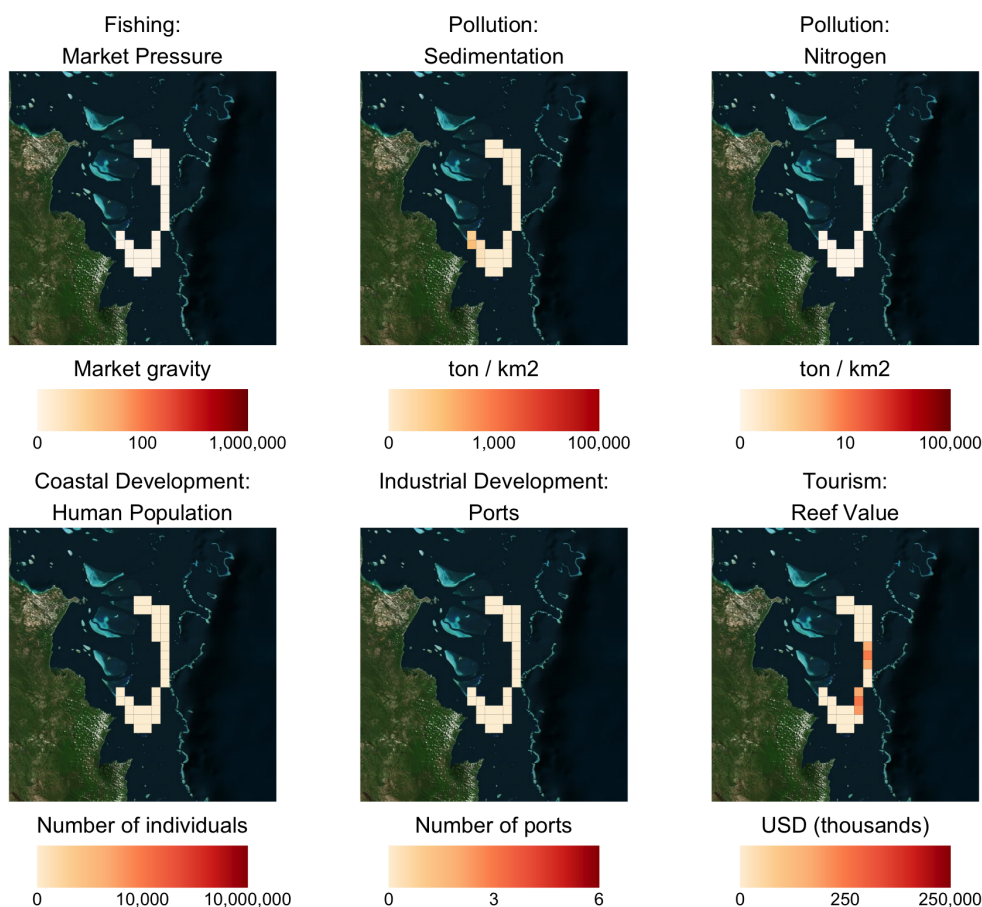 Fishing:
Market Pressure
Pollution:
Sedimentation
Pollution:
Nitrogen
Market gravity
0 100 1,000,000
ton / km2
0 1,000 100,000
ton / km2
0 10 100,000
Coastal Development:
Human Population
Industrial Development:
Ports
Tourism:
Reef Value
Number of individuals
0 10,000 10,000,000
Number of ports
0 3 6
USD (thousands)
0 250 250,000